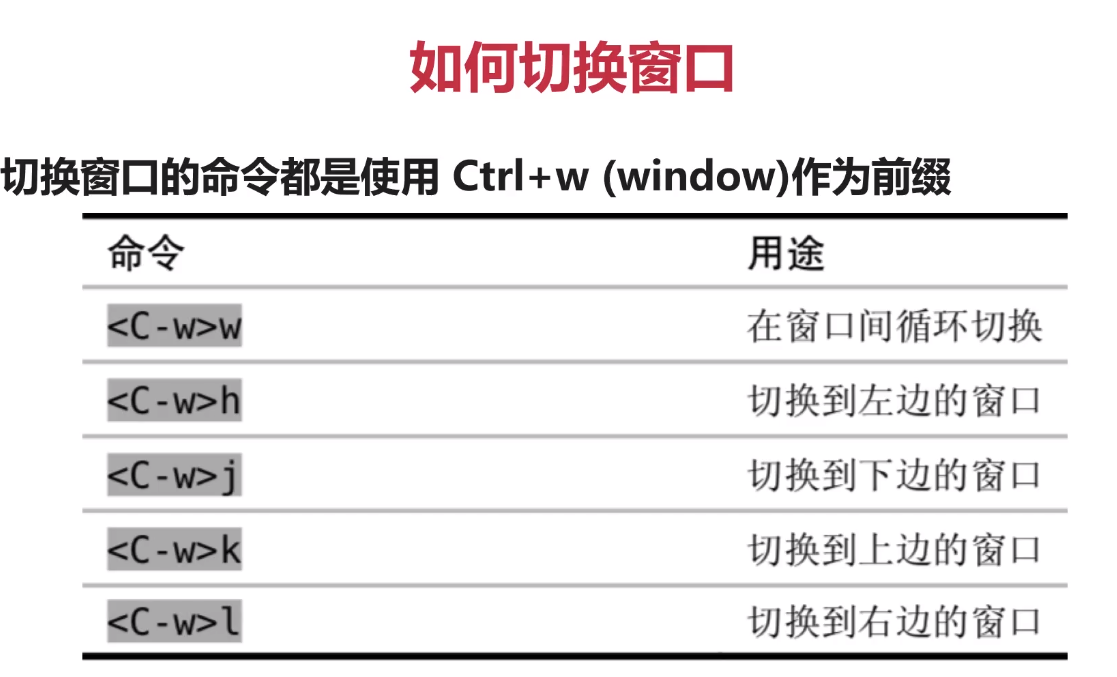 如何切换窗口
切换窗口的命令都是使用 Ctrl+w (window)作为前缀
命令 用途
<C-w>w 在窗口间循环切换
<C-w>h 切换到左边的窗口
<C-w>j 切换到下边的窗口
<C-w>k 切换到上边的窗口
<C-w>l 切换到右边的窗口